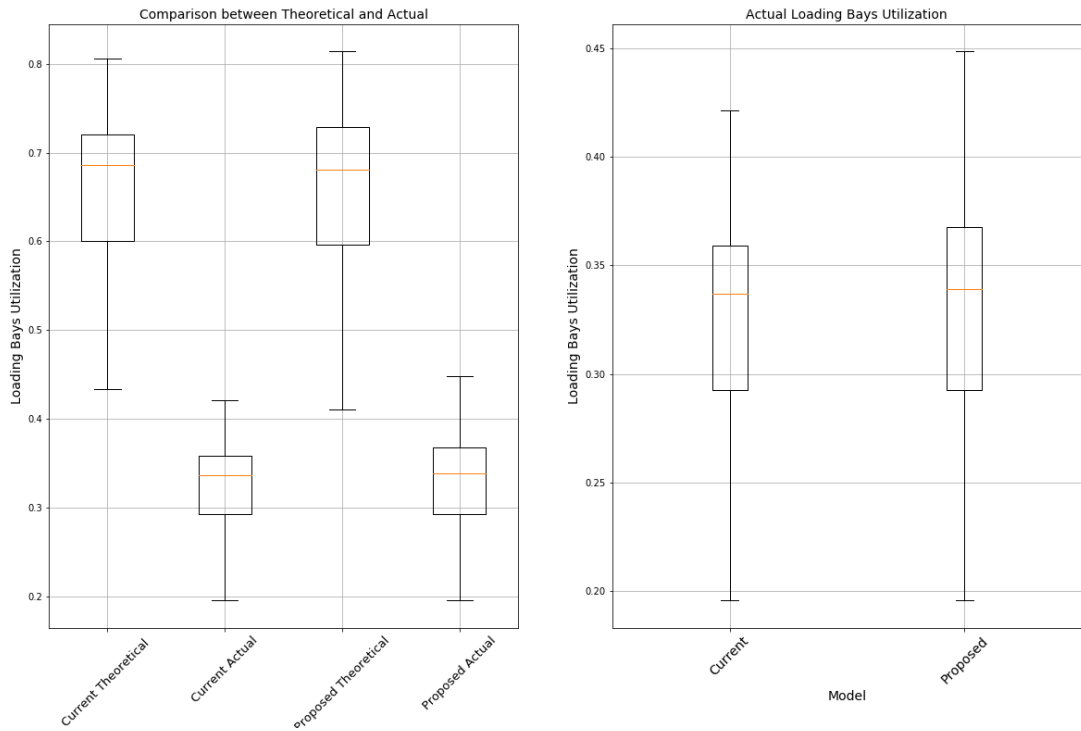 Comparison between Theoretical and Actual
Loading Bays Utilization
0.8
0.7
0.6
0.5
0.4
0.3
0.2
Current Theoretical
Current Actual
Proposed Theoretical
Proposed Actual
Actual Loading Bays Utilization
Loading Bays Utilization
0.45
0.40
0.35
0.30
0.25
0.20
Current
Proposed
Model